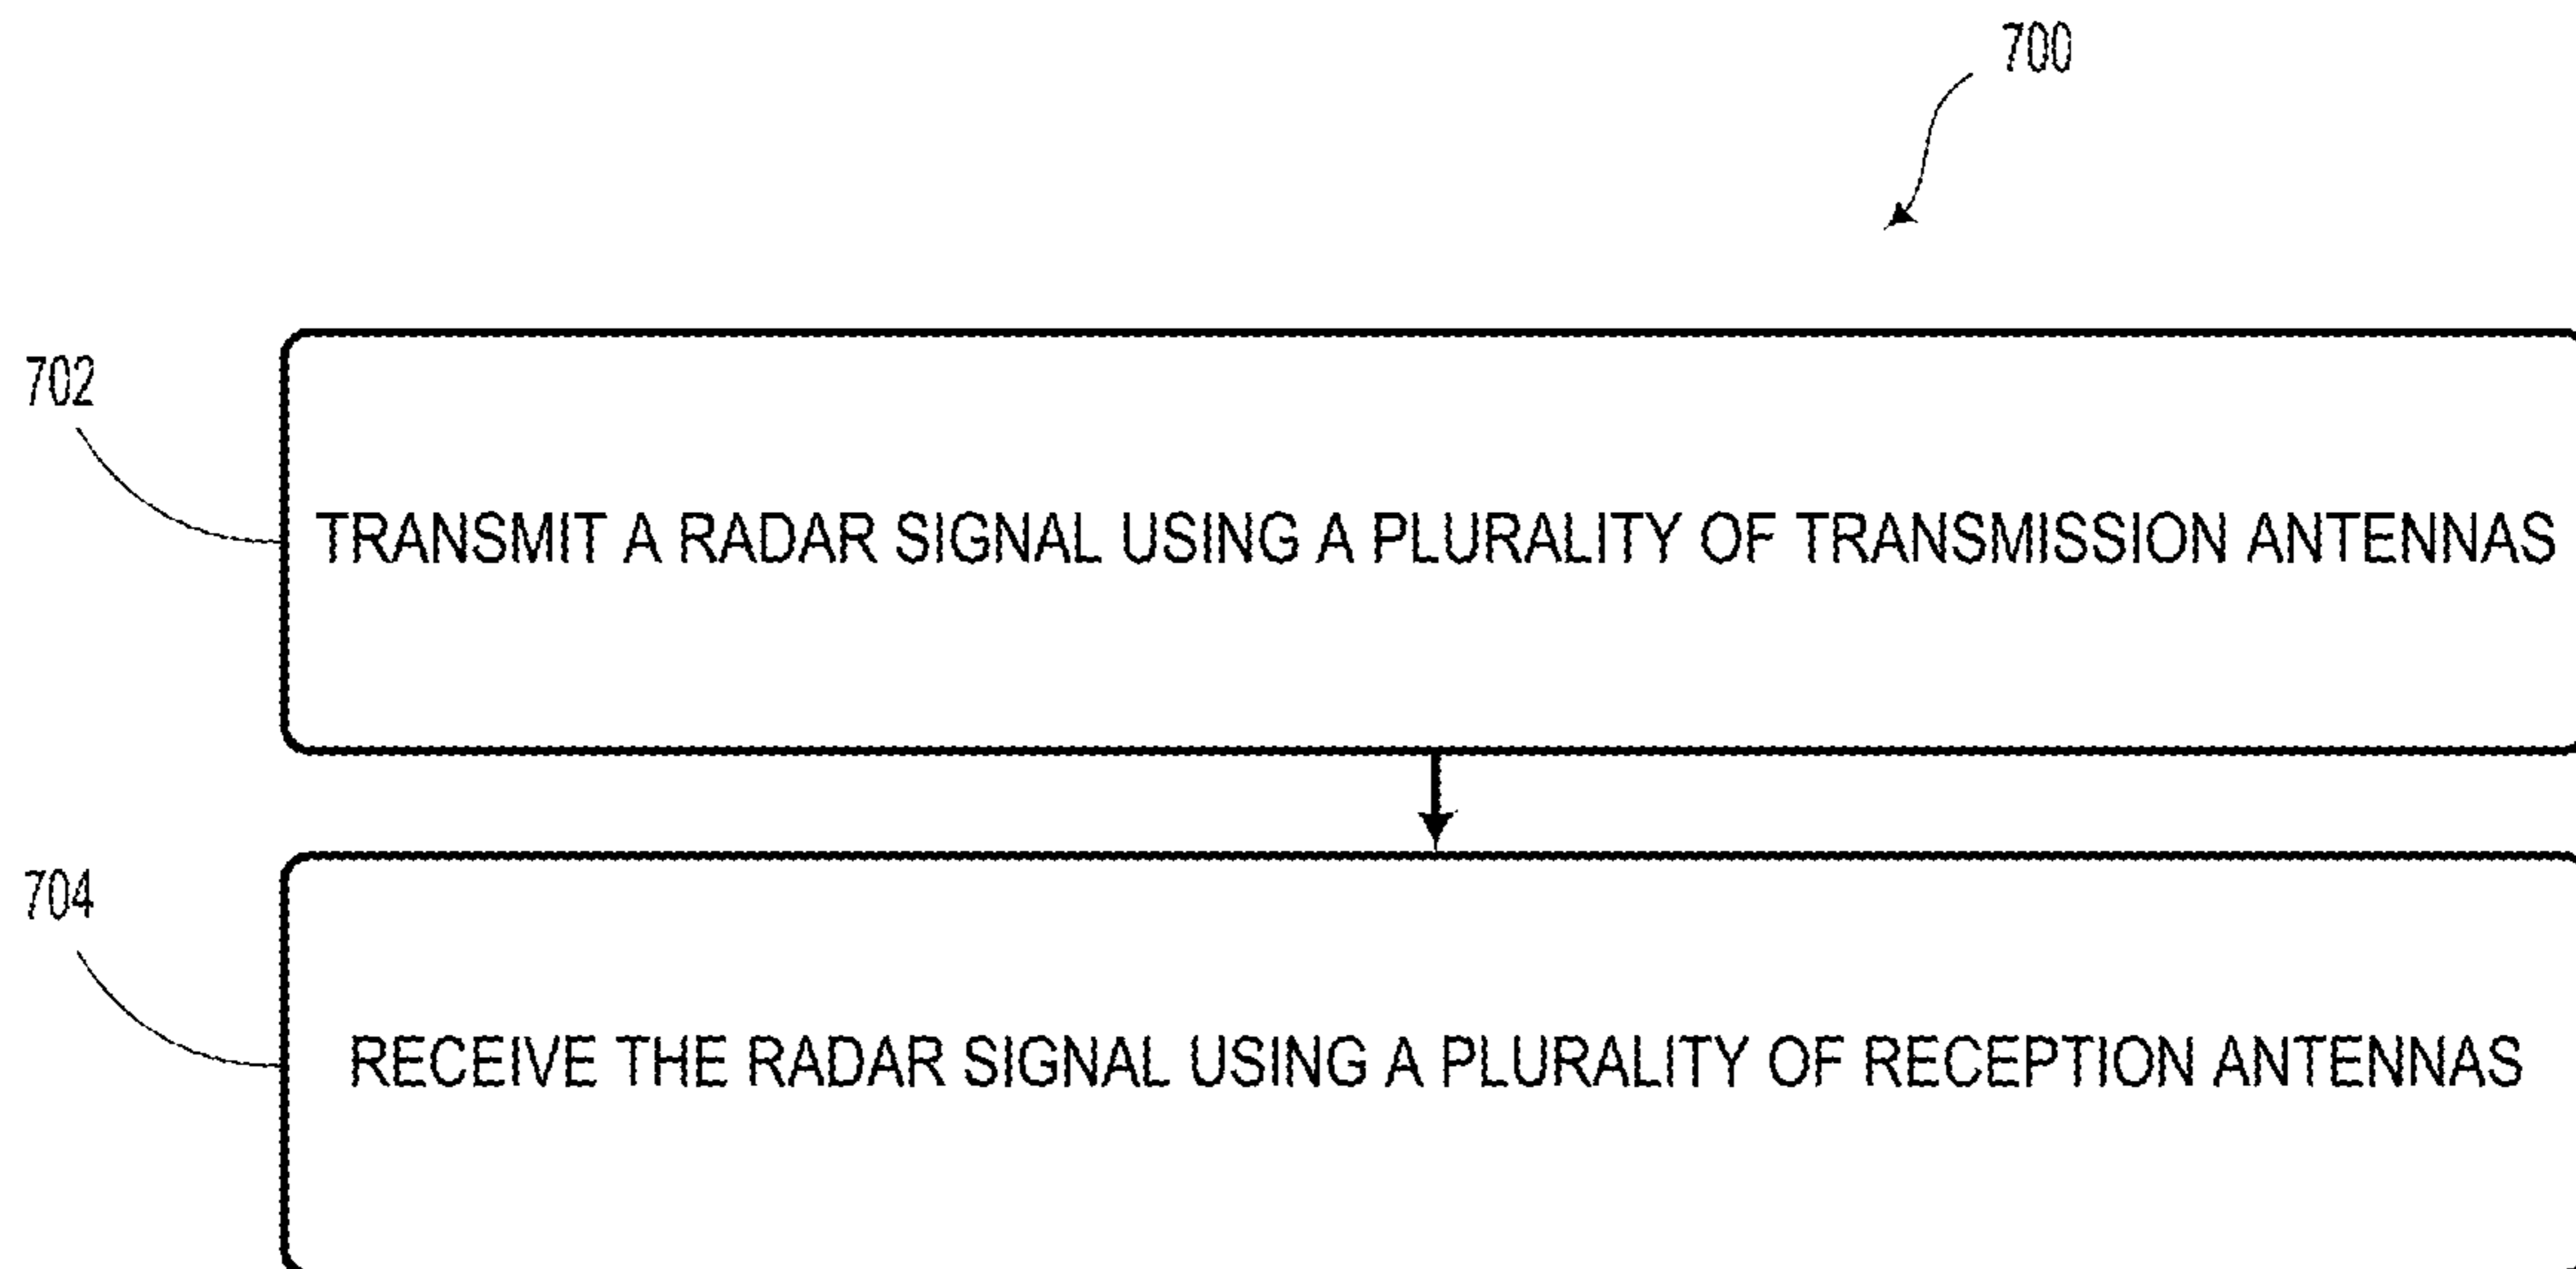 700
702
TRANSMIT A RADAR SIGNAL USING A PLURALITY OF TRANSMISSION ANTENNAS
704
RECEIVE THE RADAR SIGNAL USING A PLURALITY OF RECEPTION ANTENNAS